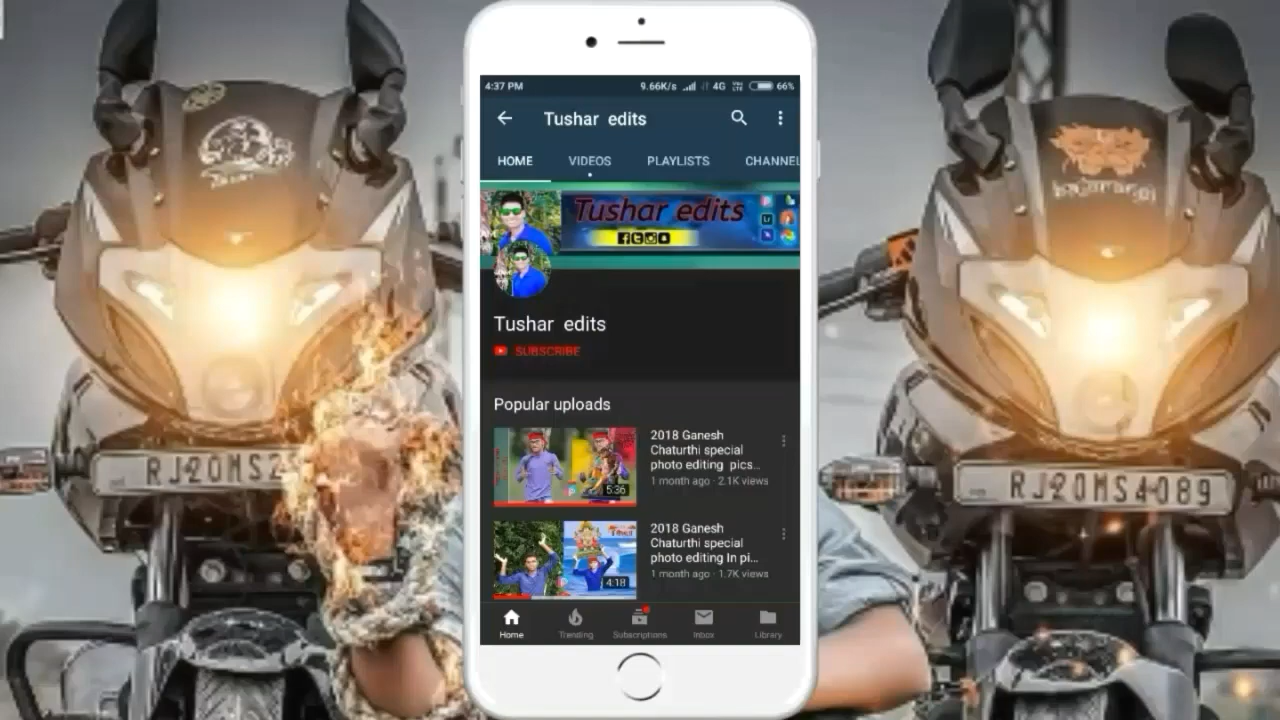 4:37 PM 9.66K/s 4G 66%
Tushar edits
HOME VIDEOS PLAYLISTS CHANNEL
Tushar edits
Tushar edits
SUBSCRIBE
Popular uploads
2018 Ganesh
Chaturthi special
photo editing pics...
1 month ago · 2.1K views
5:36
2018 Ganesh
Chaturthi special
photo editing In pi...
1 month ago · 1.7K views
4:18
Home Trending Subscriptions Inbox Library
RJ20MS2
bajarangi
RJ20MS4089